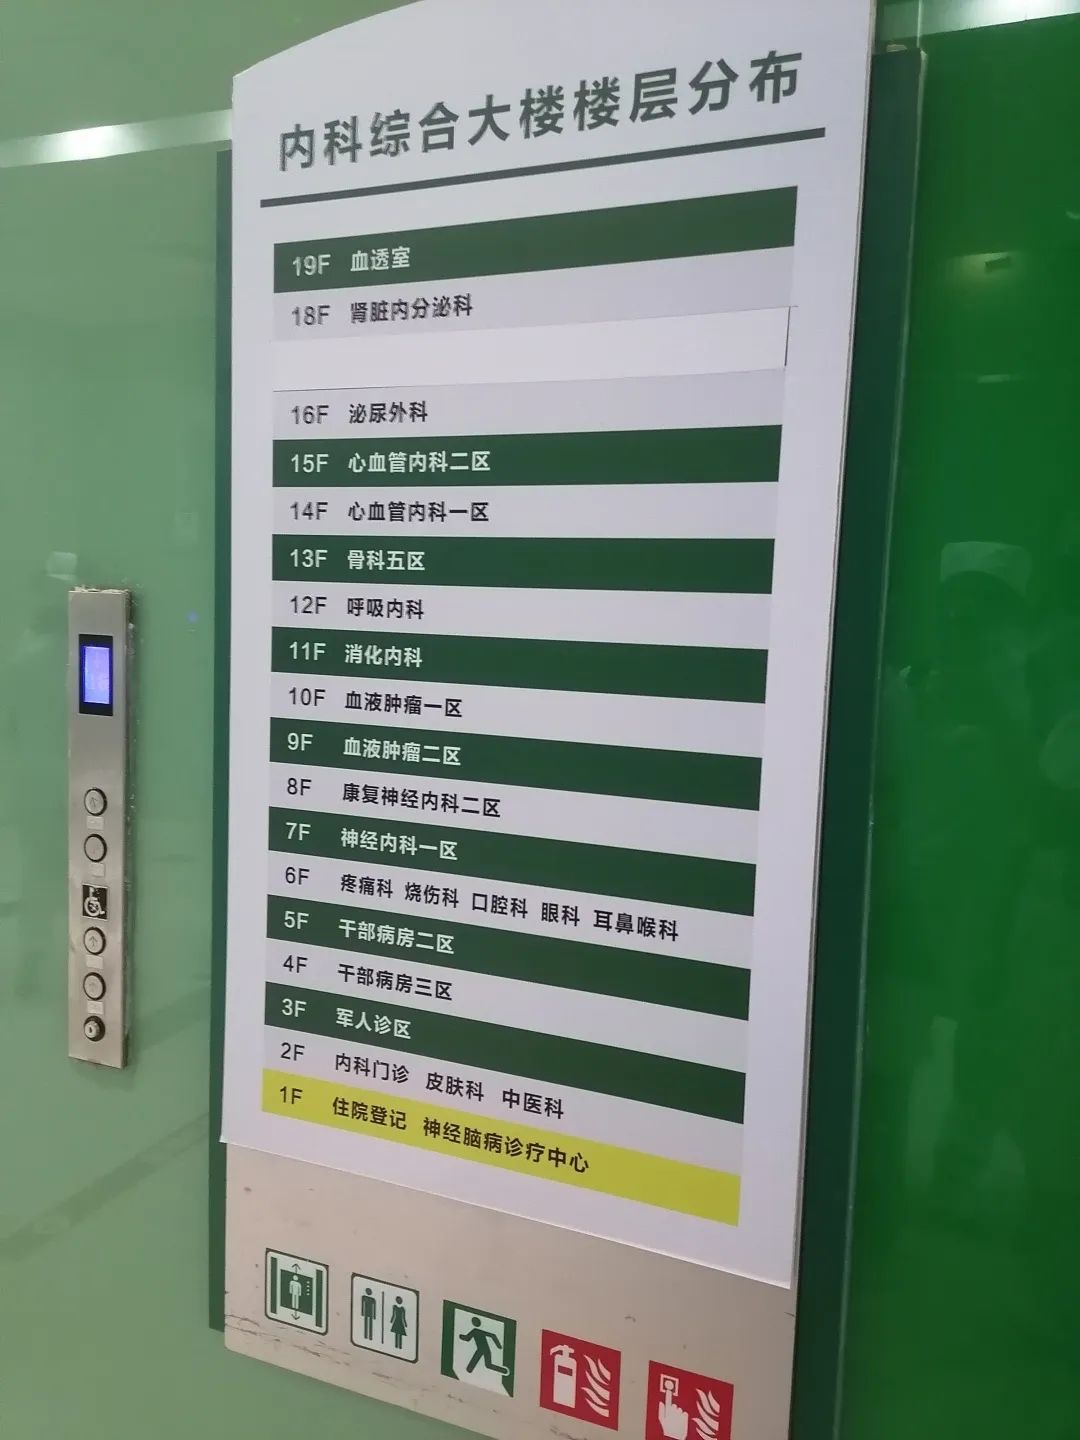 内科综合大楼楼层分布
19F 血透室
18F 肾脏内分泌科
16F 泌尿外科
15F 心血管内科二区
14F 心血管内科一区
13F 骨科五区
12F 呼吸内科
11F 消化内科
10F 血液肿瘤一区
9F 血液肿瘤二区
8F 康复神经内科二区
7F 神经内科一区
6F 疼痛科 烧伤科 口腔科 眼科 耳鼻喉科
5F 干部病房二区
4F 干部病房三区
3F 军人诊区
2F 内科门诊 皮肤科 中医科
1F 住院登记 神经脑病诊疗中心